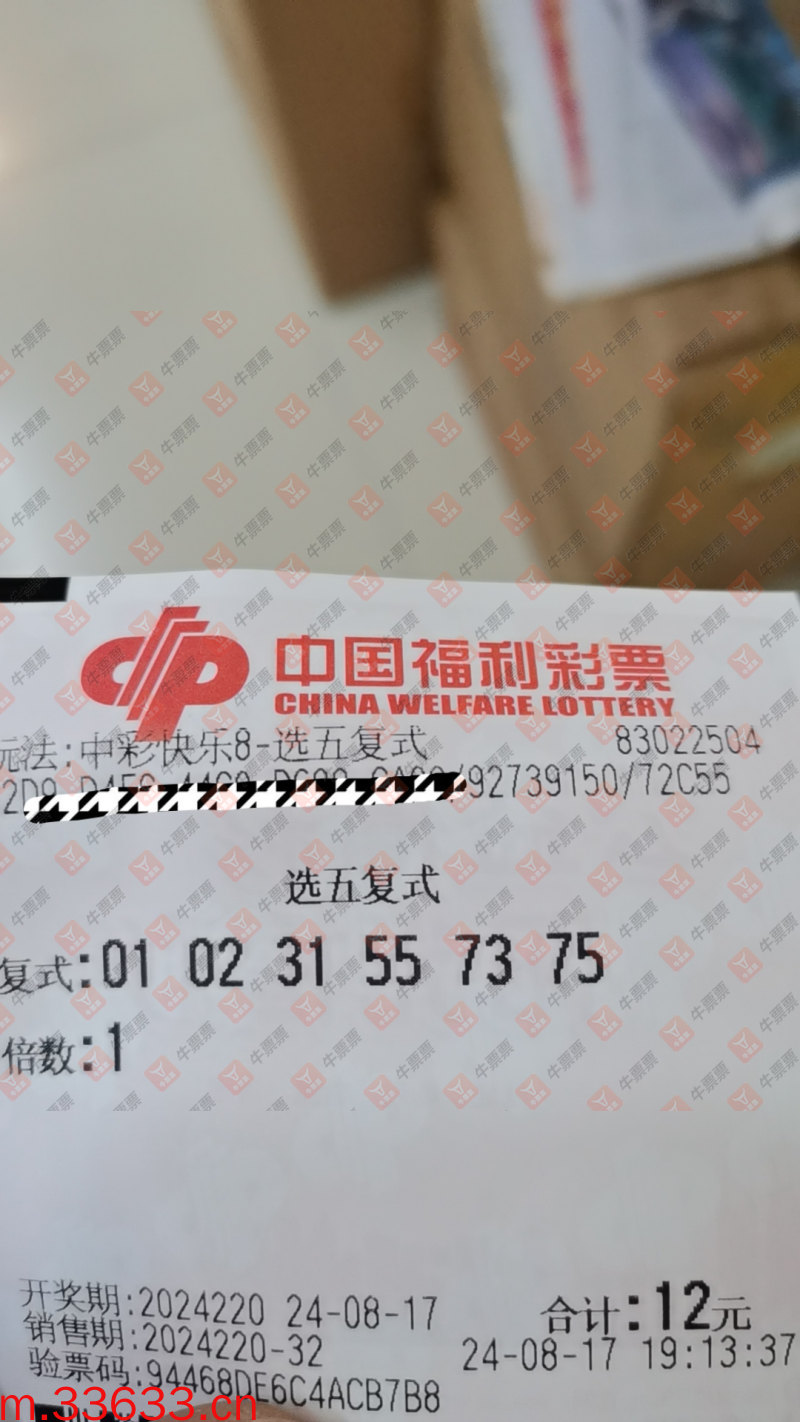 中国福利彩票
CHINA WELFARE LOTTERY
玩法:中彩快乐8-选五复式 83022504
/92739150/72C55
选五复式
复式:01 02 31 55 73 75
倍数:1
开奖期:2024220 24-08-17 合计:12元
销售期:2024220-32 24-08-17 19:13:37
验票码:94468DE6C4ACB7B8
m.33633.cn
牛票票